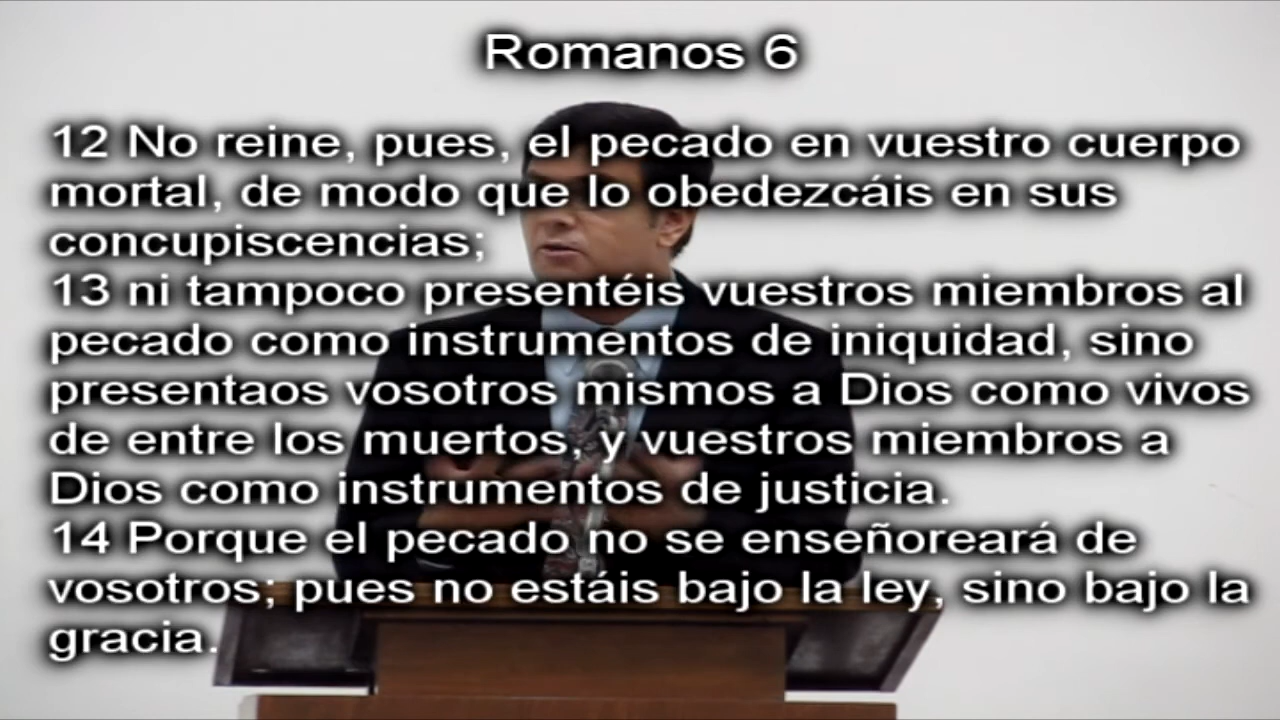 Romanos 6
12 No reine, pues, el pecado en vuestro cuerpo
mortal, de modo que lo obedezcáis en sus
concupiscencias;
13 ni tampoco presentéis vuestros miembros al
pecado como instrumentos de iniquidad, sino
presentaos vosotros mismos a Dios como vivos
de entre los muertos, y vuestros miembros a
Dios como instrumentos de justicia.
14 Porque el pecado no se enseñoreará de
vosotros; pues no estáis bajo la ley, sino bajo la
gracia.